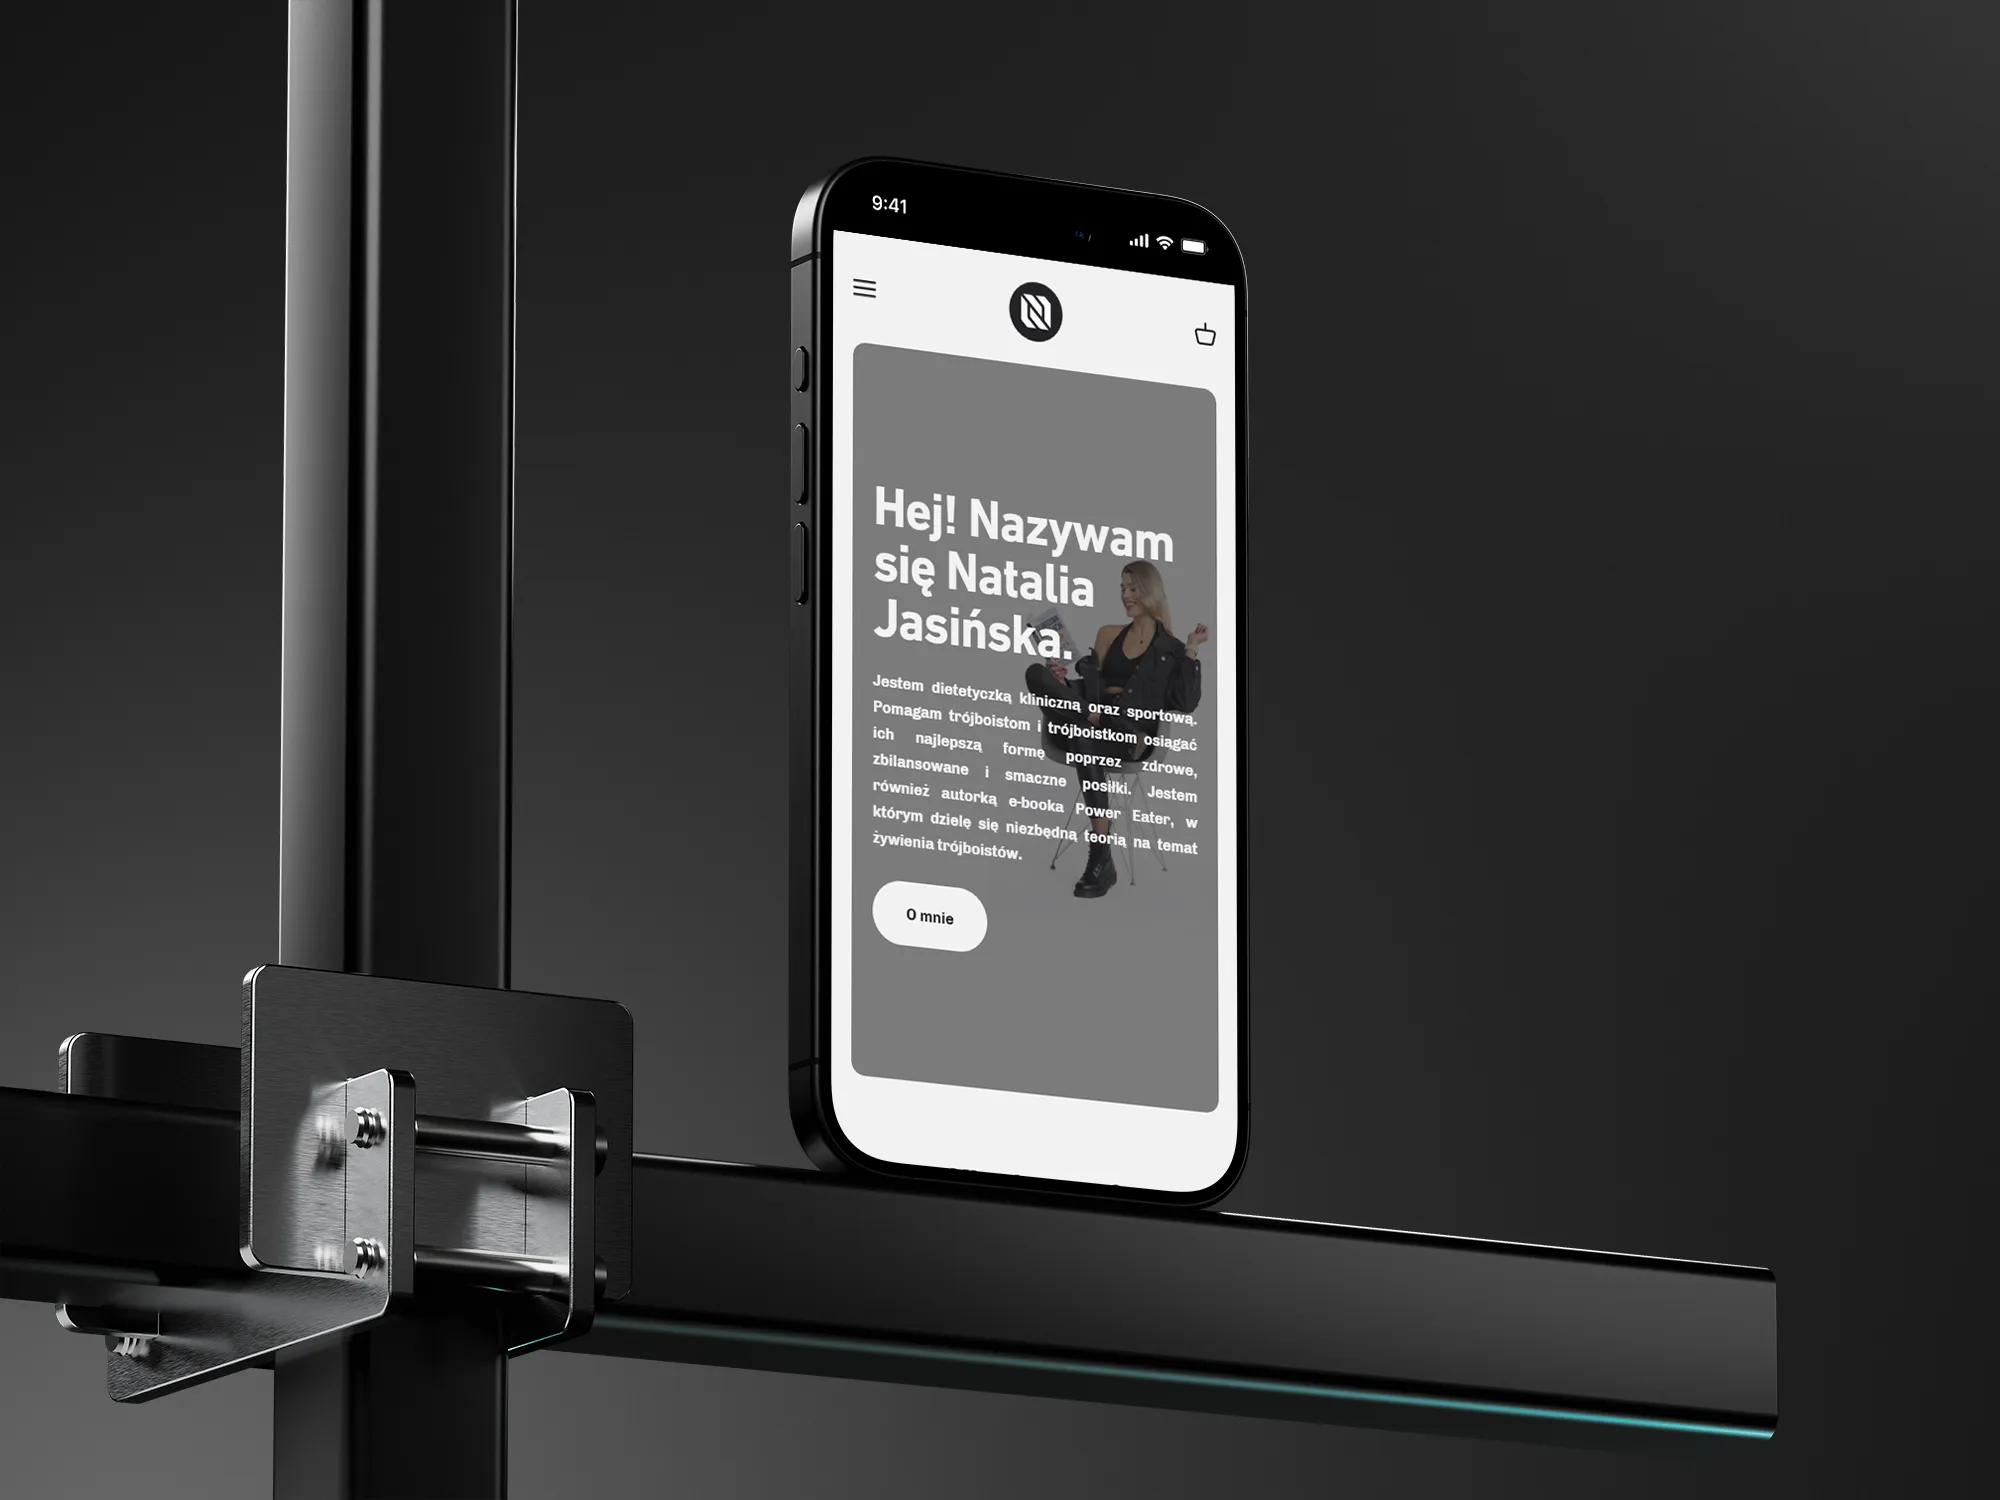 9:41
Hej! Nazywam
się Natalia
Jasińska.
Jestem dietetyczką kliniczną oraz sportową.
Pomagam trójboistom i trójboistkom osiągać
ich najlepszą formę poprzez zdrowe,
zbilansowane i smaczne posiłki. Jestem
również autorką e-booka Power Eater, w
którym dzielę się niezbędną teorią na temat
żywienia trójboistów.
O mnie